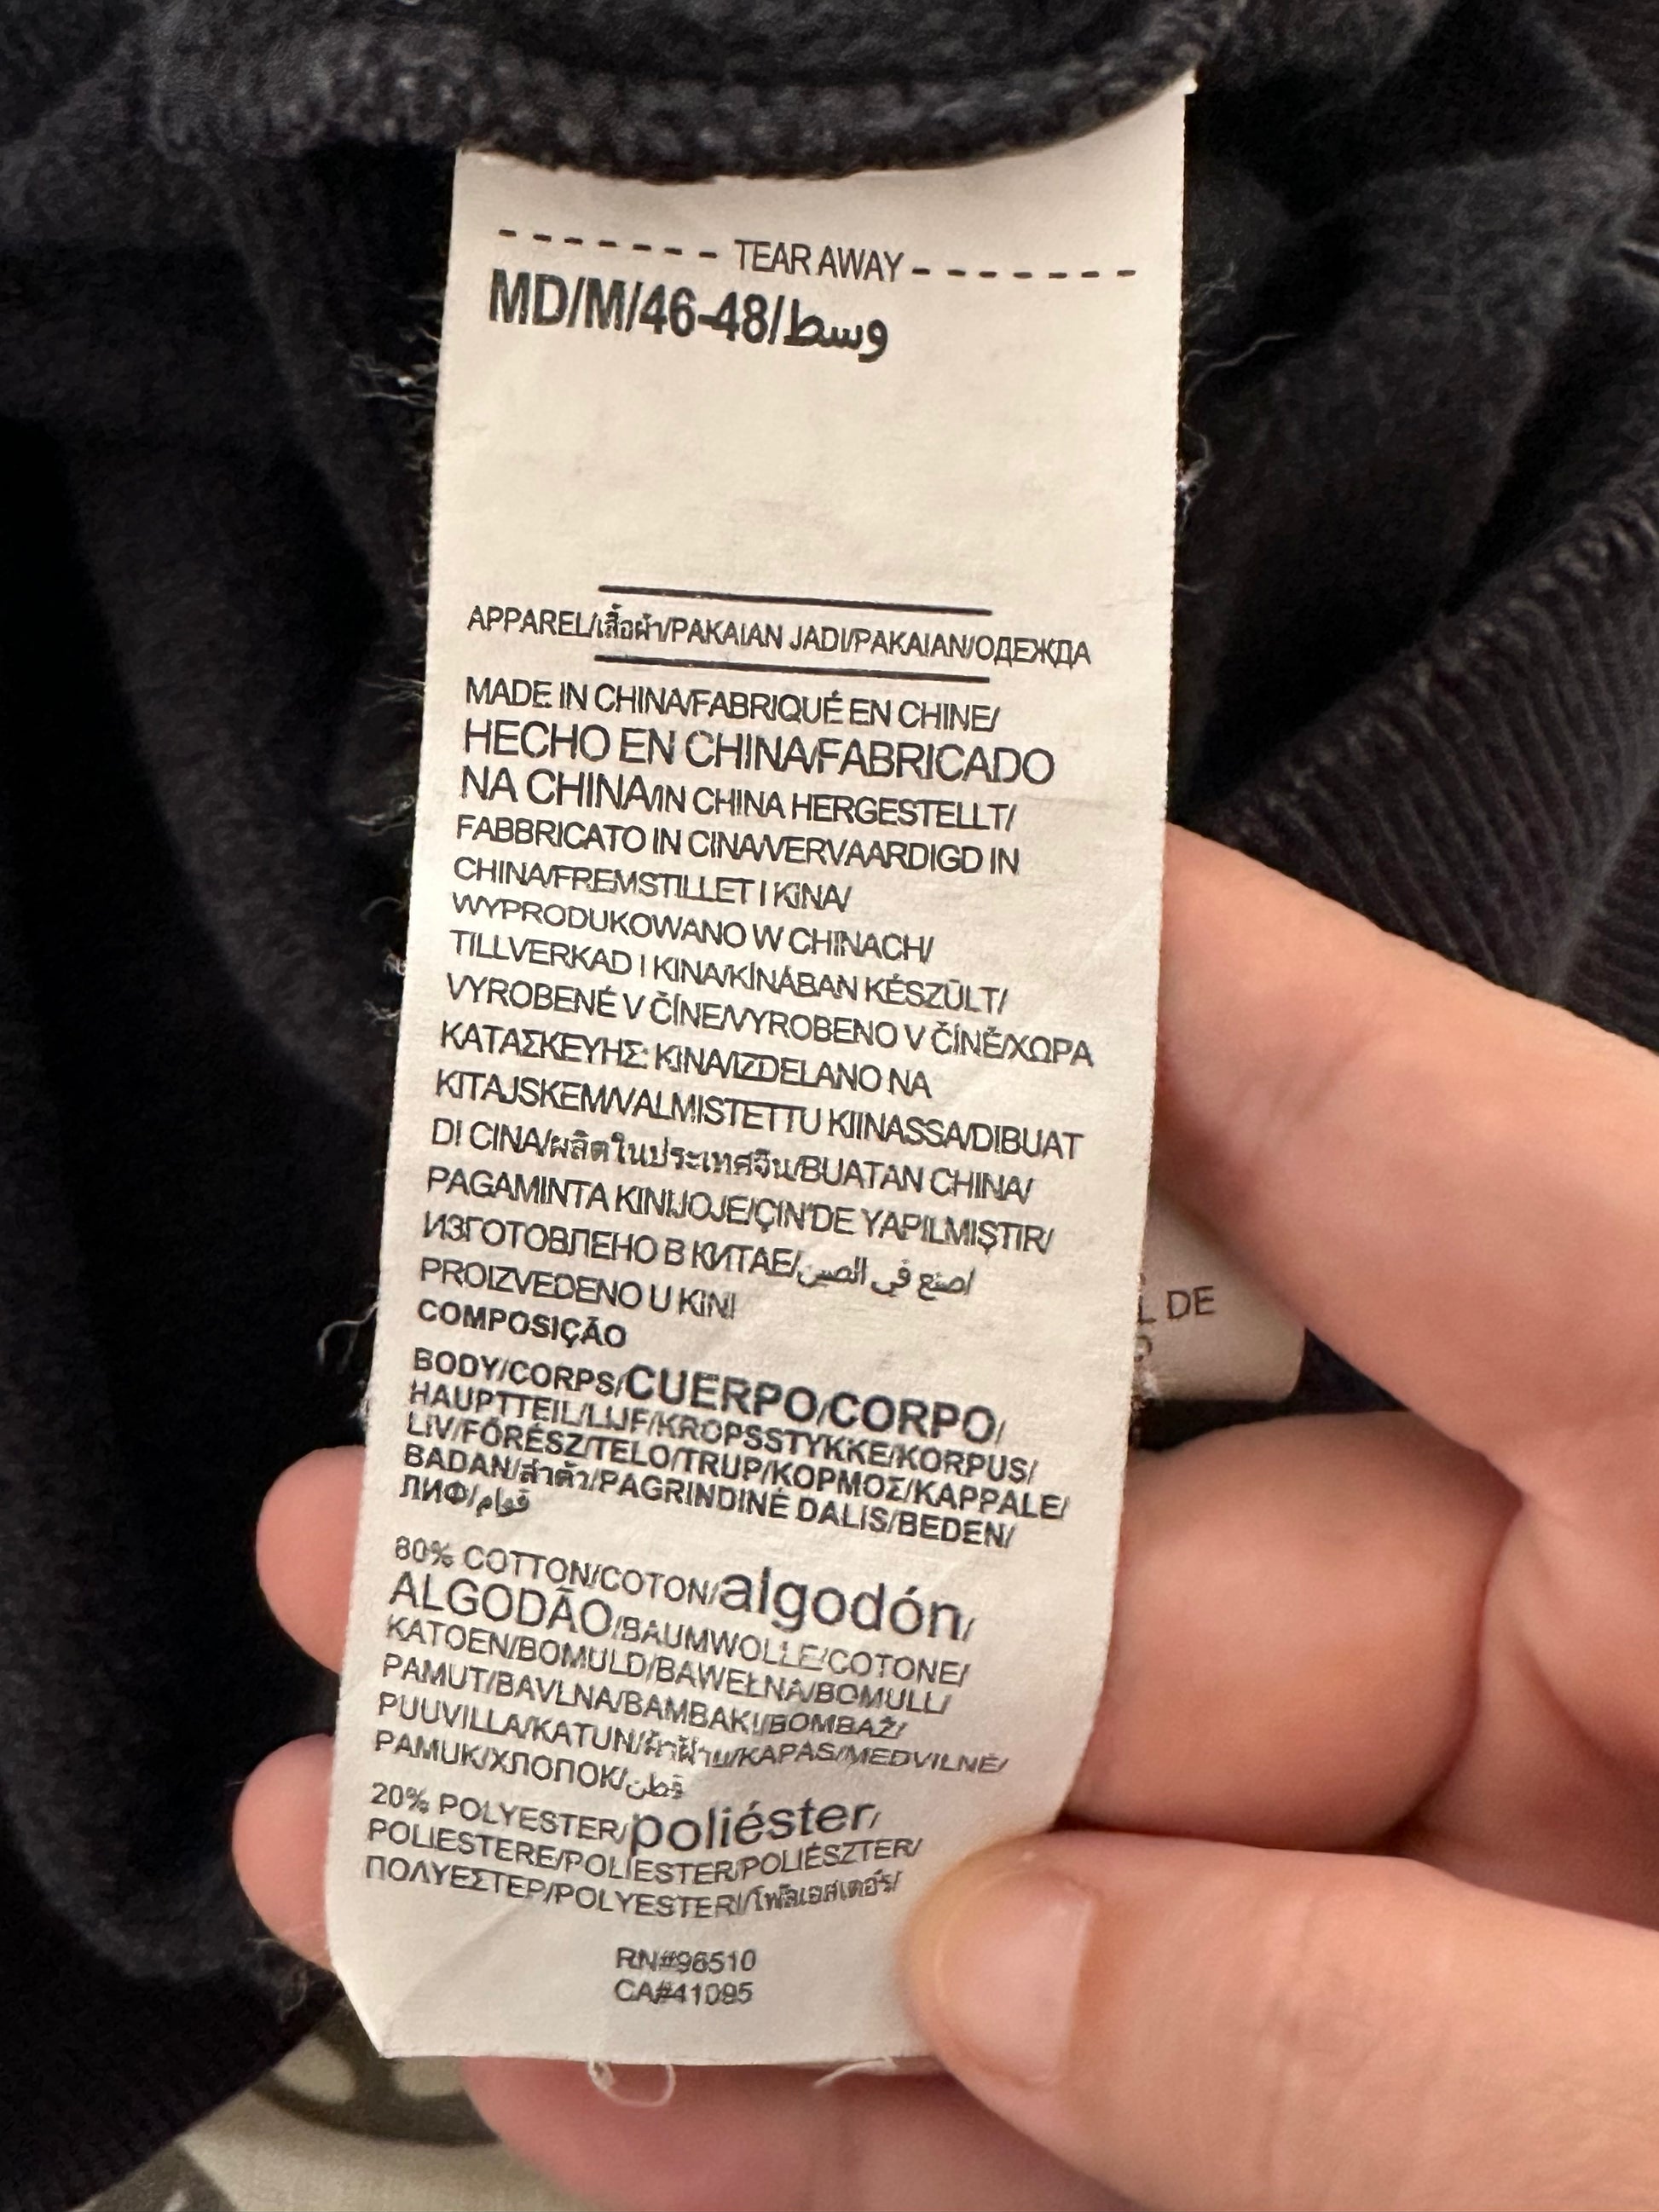 - - - - - - - TEAR AWAY - - - - - - -
MD/M/46-48/وسط
APPAREL/เสื้อผ้า/PAKAIAN JADI/PAKAIAN/ОДЕЖДА
MADE IN CHINA/FABRIQUÉ EN CHINE/
HECHO EN CHINA/FABRICADO
NA CHINA/IN CHINA HERGESTELLT/
FABBRICATO IN CINA/VERVAARDIGD IN
CHINA/FREMSTILLET I KINA/
WYPRODUKOWANO W CHINACH/
TILLVERKAD I KINA/KÍNÁBAN KÉSZÜLT/
VYROBENÉ V ČÍNE/VYROBENO V ČÍNĚ/ΧΩΡΑ
ΚΑΤΑΣΚΕΥΗΣ: ΚΙΝΑ/IZDELANO NA
KITAJSKEM/VALMISTETTU KIINASSA/DIBUAT
DI CINA/ผลิตในประเทศจีน/BUATAN CHINA/
PAGAMINTA KINIJOJE/ÇIN'DE YAPILMIŞTIR/
ИЗГОТОВЛЕНО В КИТАЕ/اصنع في الصين
PROIZVEDENO U KINI
COMPOSIÇÃO
BODY/CORPS/CUERPO/CORPO/
HAUPTTEIL/LIJF/KROPSSTYKKE/KORPUS/
LIV/FŐRÉSZ/TELO/TRUP/ΚΟΡΜΟΣ/KAPPALE/
BADAN/ลำตัว/PAGRINDINĖ DALIS/BEDEN/
ЛИФ/قوام
80% COTTON/COTON/algodón/
ALGODÃO/BAUMWOLLE/COTONE/
KATOEN/BOMULD/BAWEŁNA/BOMULL/
PAMUT/BAVLNA/BAMBAKI/BOMBAŽ/
PUUVILLA/KATUN/ผ้าฝ้าย/KAPAS/MEDVILNĖ/
PAMUK/ХЛОПОК/قطن
20% POLYESTER/poliéster/
POLIESTERE/POLIESTER/POLIÉSZTER/
ΠΟΛΥΕΣΤΕΡ/POLYESTERI/โพลีเอสเตอร์/
RN#96510
CA#41095
DE